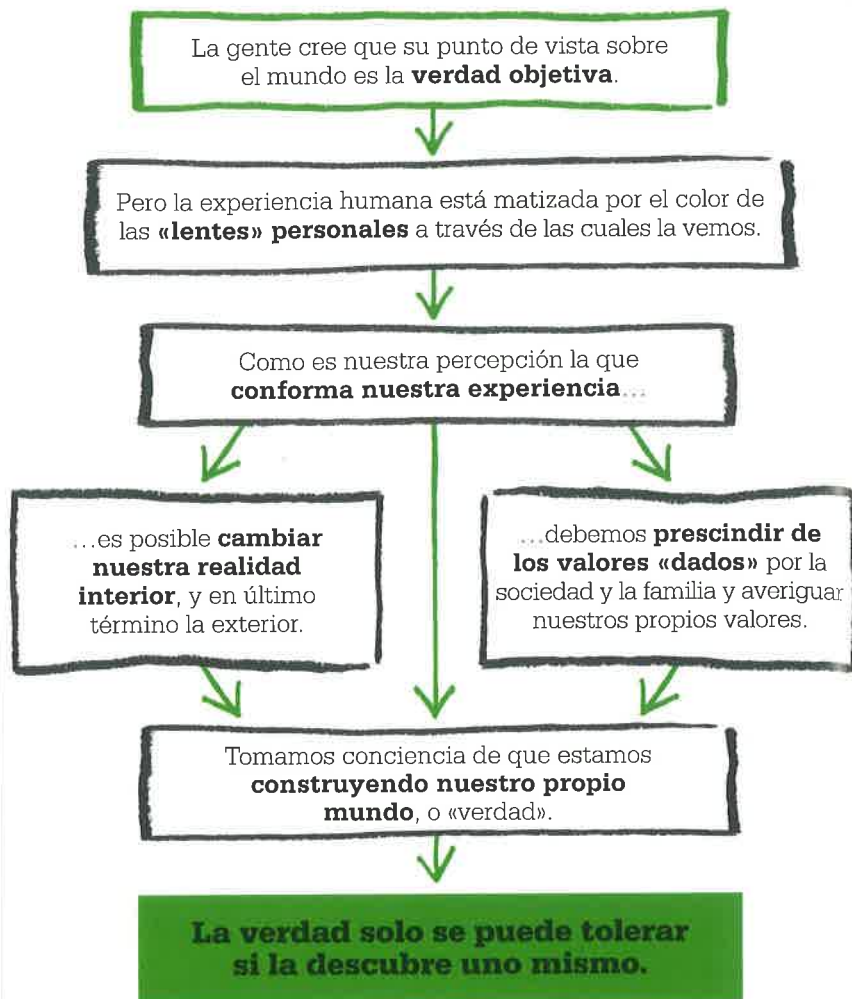 La gente cree que su punto de vista sobre
el mundo es la verdad objetiva.
Pero la experiencia humana está matizada por el color de
las «lentes» personales a través de las cuales la vemos.
Como es nuestra percepción la que
conforma nuestra experiencia…
…es posible cambiar
nuestra realidad
interior, y en último
término la exterior.
…debemos prescindir de
los valores «dados» por la
sociedad y la familia y averiguar
nuestros propios valores.
Tomamos conciencia de que estamos
construyendo nuestro propio
mundo, o «verdad».
La verdad solo se puede tolerar
si la descubre uno mismo.